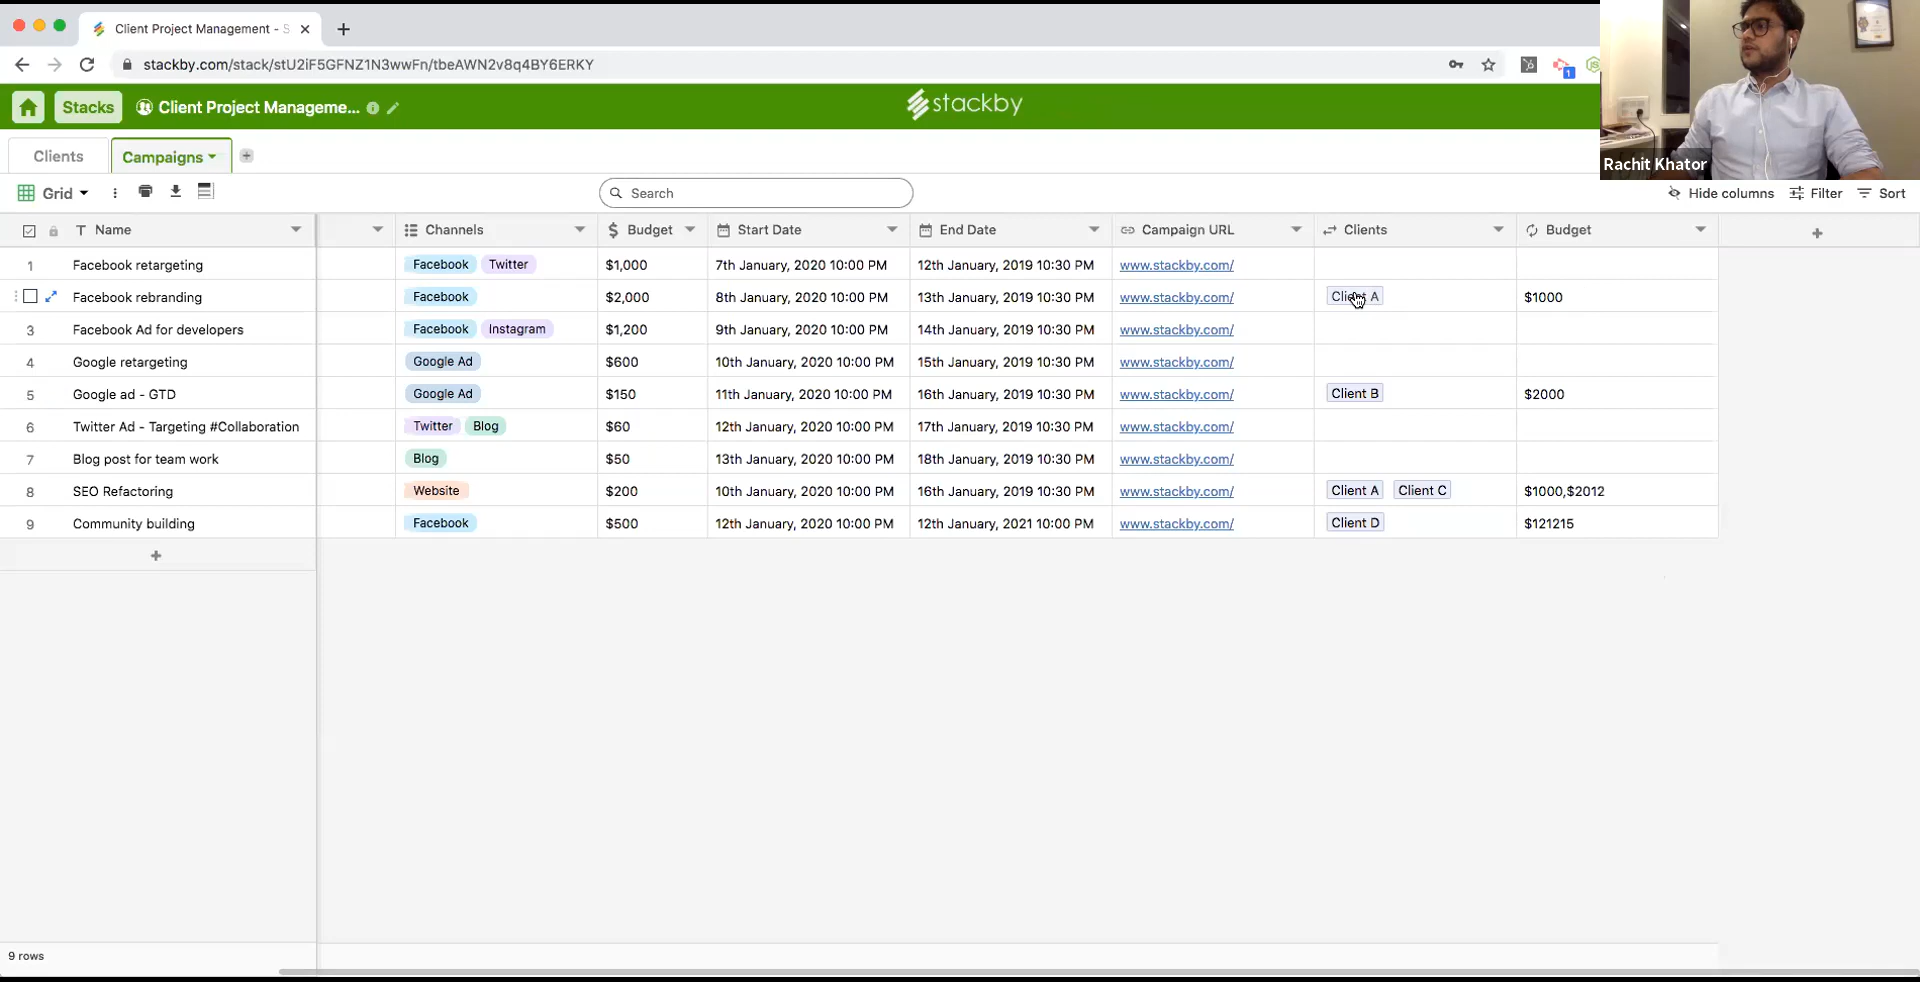 Client Project Management - S
stackby.com/stack/stU2iF5GFNZ1N3wwFn/tbeAWN2v8q4BY6ERKY
1
Stacks Client Project Manageme... stackby
Rachit Khator
Clients Campaigns
Grid Search Hide columns Filter Sort
Name Channels Budget Start Date End Date Campaign URL Clients Budget
1 Facebook retargeting Facebook Twitter $1,000 7th January, 2020 10:00 PM 12th January, 2019 10:30 PM www.stackby.com/
Facebook rebranding Facebook $2,000 8th January, 2020 10:00 PM 13th January, 2019 10:30 PM www.stackby.com/ Client A $1000
3 Facebook Ad for developers Facebook Instagram $1,200 9th January, 2020 10:00 PM 14th January, 2019 10:30 PM www.stackby.com/
4 Google retargeting Google Ad $600 10th January, 2020 10:00 PM 15th January, 2019 10:30 PM www.stackby.com/
5 Google ad - GTD Google Ad $150 11th January, 2020 10:00 PM 16th January, 2019 10:30 PM www.stackby.com/ Client B $2000
6 Twitter Ad - Targeting #Collaboration Twitter Blog $60 12th January, 2020 10:00 PM 17th January, 2019 10:30 PM www.stackby.com/
7 Blog post for team work Blog $50 13th January, 2020 10:00 PM 18th January, 2019 10:30 PM www.stackby.com/
8 SEO Refactoring Website $200 10th January, 2020 10:00 PM 16th January, 2019 10:30 PM www.stackby.com/ Client A Client C $1000,$2012
9 Community building Facebook $500 12th January, 2020 10:00 PM 12th January, 2021 10:00 PM www.stackby.com/ Client D $121215
9 rows